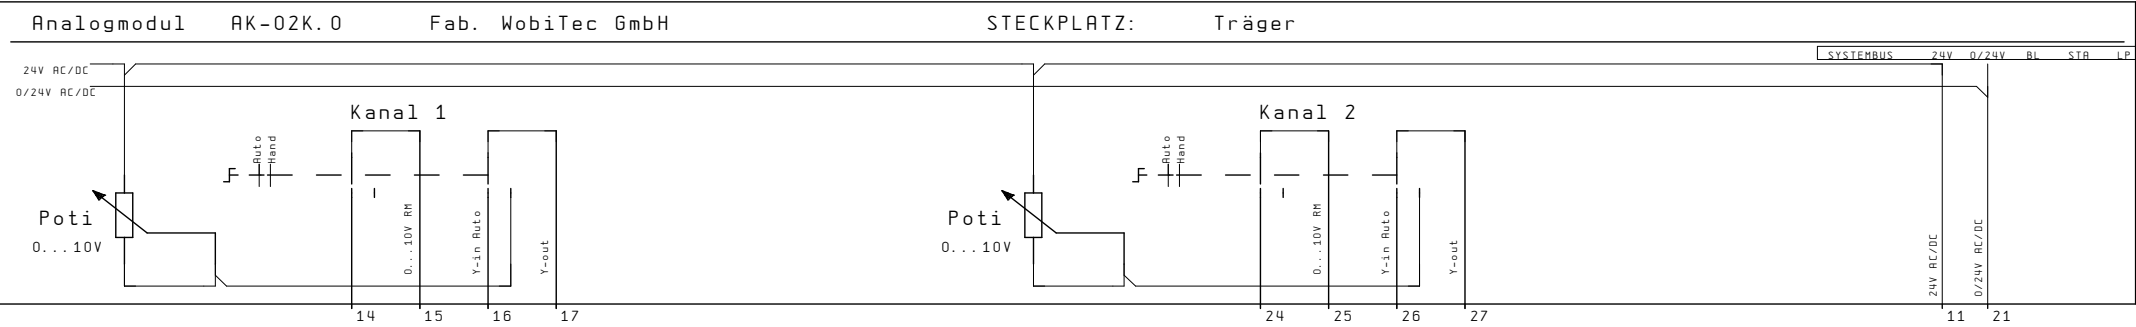 Analogmodul AK-02K.0 Fab. WobiTec GmbH STECKPLATZ: Träger
SYSTEMBUS 24V 0/24V BL STA LP
24V AC/DC
0/24V AC/DC
Kanal 1
Kanal 2
Auto
Hand
Auto
Hand
Poti
0...10V
0...10V RM
Y-in Auto
Y-out
Poti
0...10V
0...10V RM
Y-in Auto
Y-out
24V AC/DC
0/24V AC/DC
14 15 16 17 24 25 26 27 11 21